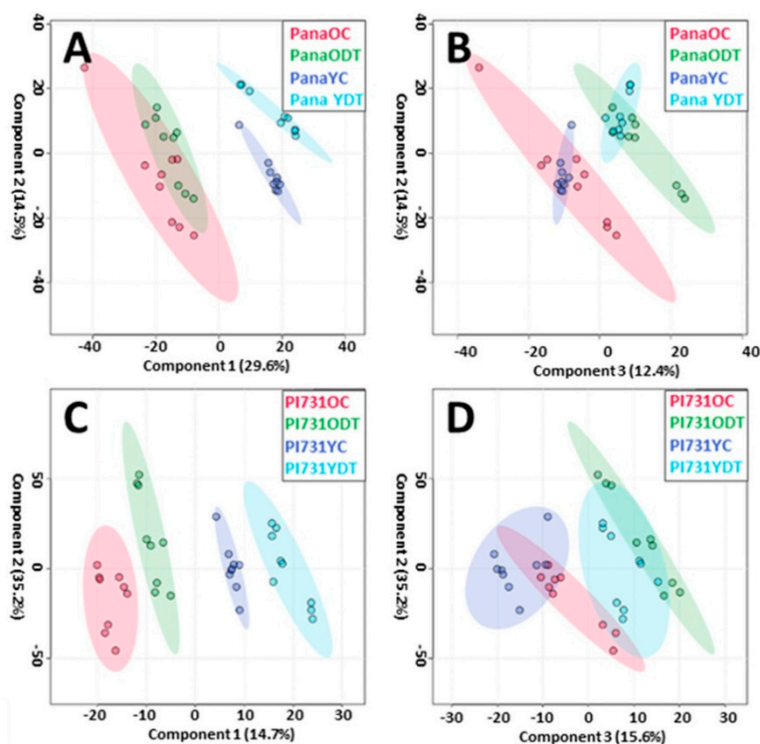 A
PanaOC
PanaODT
PanaYC
Pana YDT
40
20
0
-20
-40
Component 2 (14.5%)
-40
-20
0
20
40
Component 1 (29.6%)
B
PanaOC
PanaODT
PanaYC
Pana YDT
40
20
0
-20
-40
Component 2 (14.5%)
-40
-20
0
20
40
Component 3 (12.4%)
C
PI731OC
PI731ODT
PI731YC
PI731YDT
50
0
-50
Component 2 (35.2%)
-20
-10
0
10
20
30
Component 1 (14.7%)
D
PI731OC
PI731ODT
PI731YC
PI731YDT
50
0
-50
Component 2 (35.2%)
-30
-20
-10
0
10
20
30
Component 3 (15.6%)